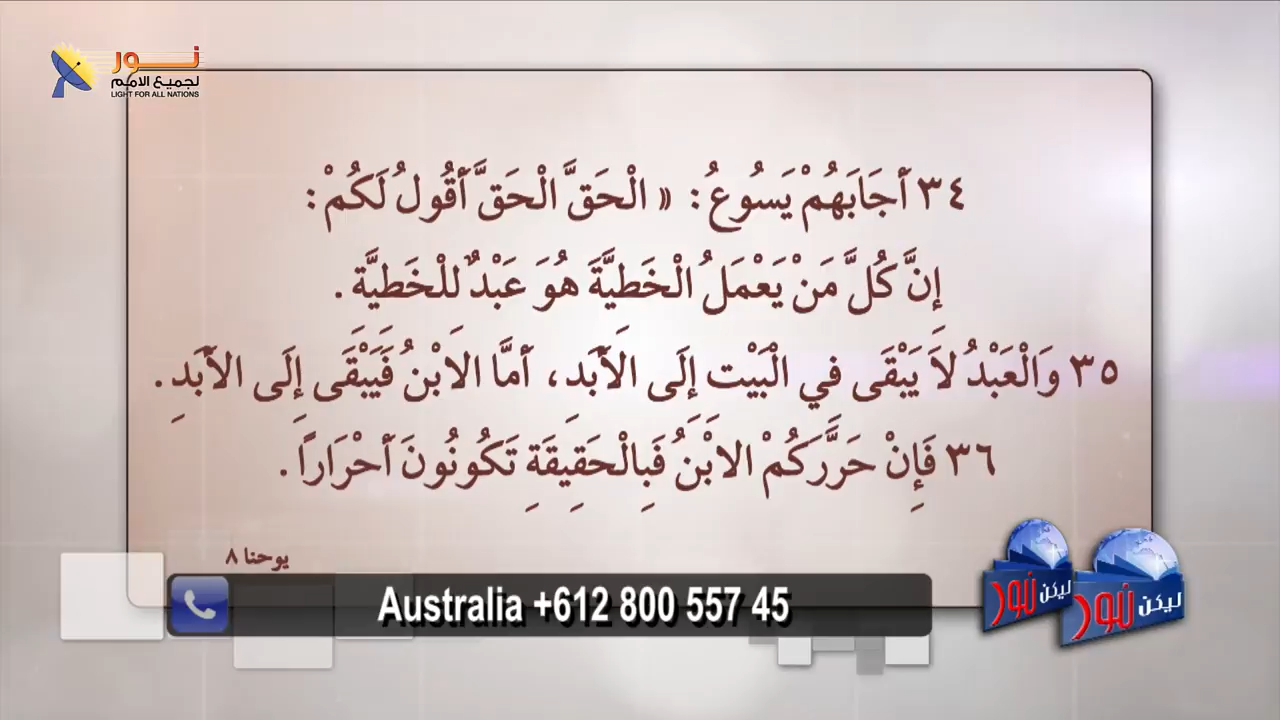 نـــور
لجميع الامم
LIGHT FOR ALL NATIONS
٣٤ أَجَابَهُمْ يَسُوعُ: «الْحَقَّ الْحَقَّ أَقُولُ لَكُمْ:
إِنَّ كُلَّ مَنْ يَعْمَلُ الْخَطِيَّةَ هُوَ عَبْدٌ لِلْخَطِيَّةِ.
٣٥ وَالْعَبْدُ لاَ يَبْقَى فِي الْبَيْتِ إِلَى الأَبَدِ، أَمَّا الابْنُ فَيَبْقَى إِلَى الأَبَدِ.
٣٦ فَإِنْ حَرَّرَكُمْ الابْنُ فَبِالْحَقِيقَةِ تَكُونُونَ أَحْرَاراً.
يوحنا ٨
Australia +612 800 557 45
ليكن نور
ليكن نور